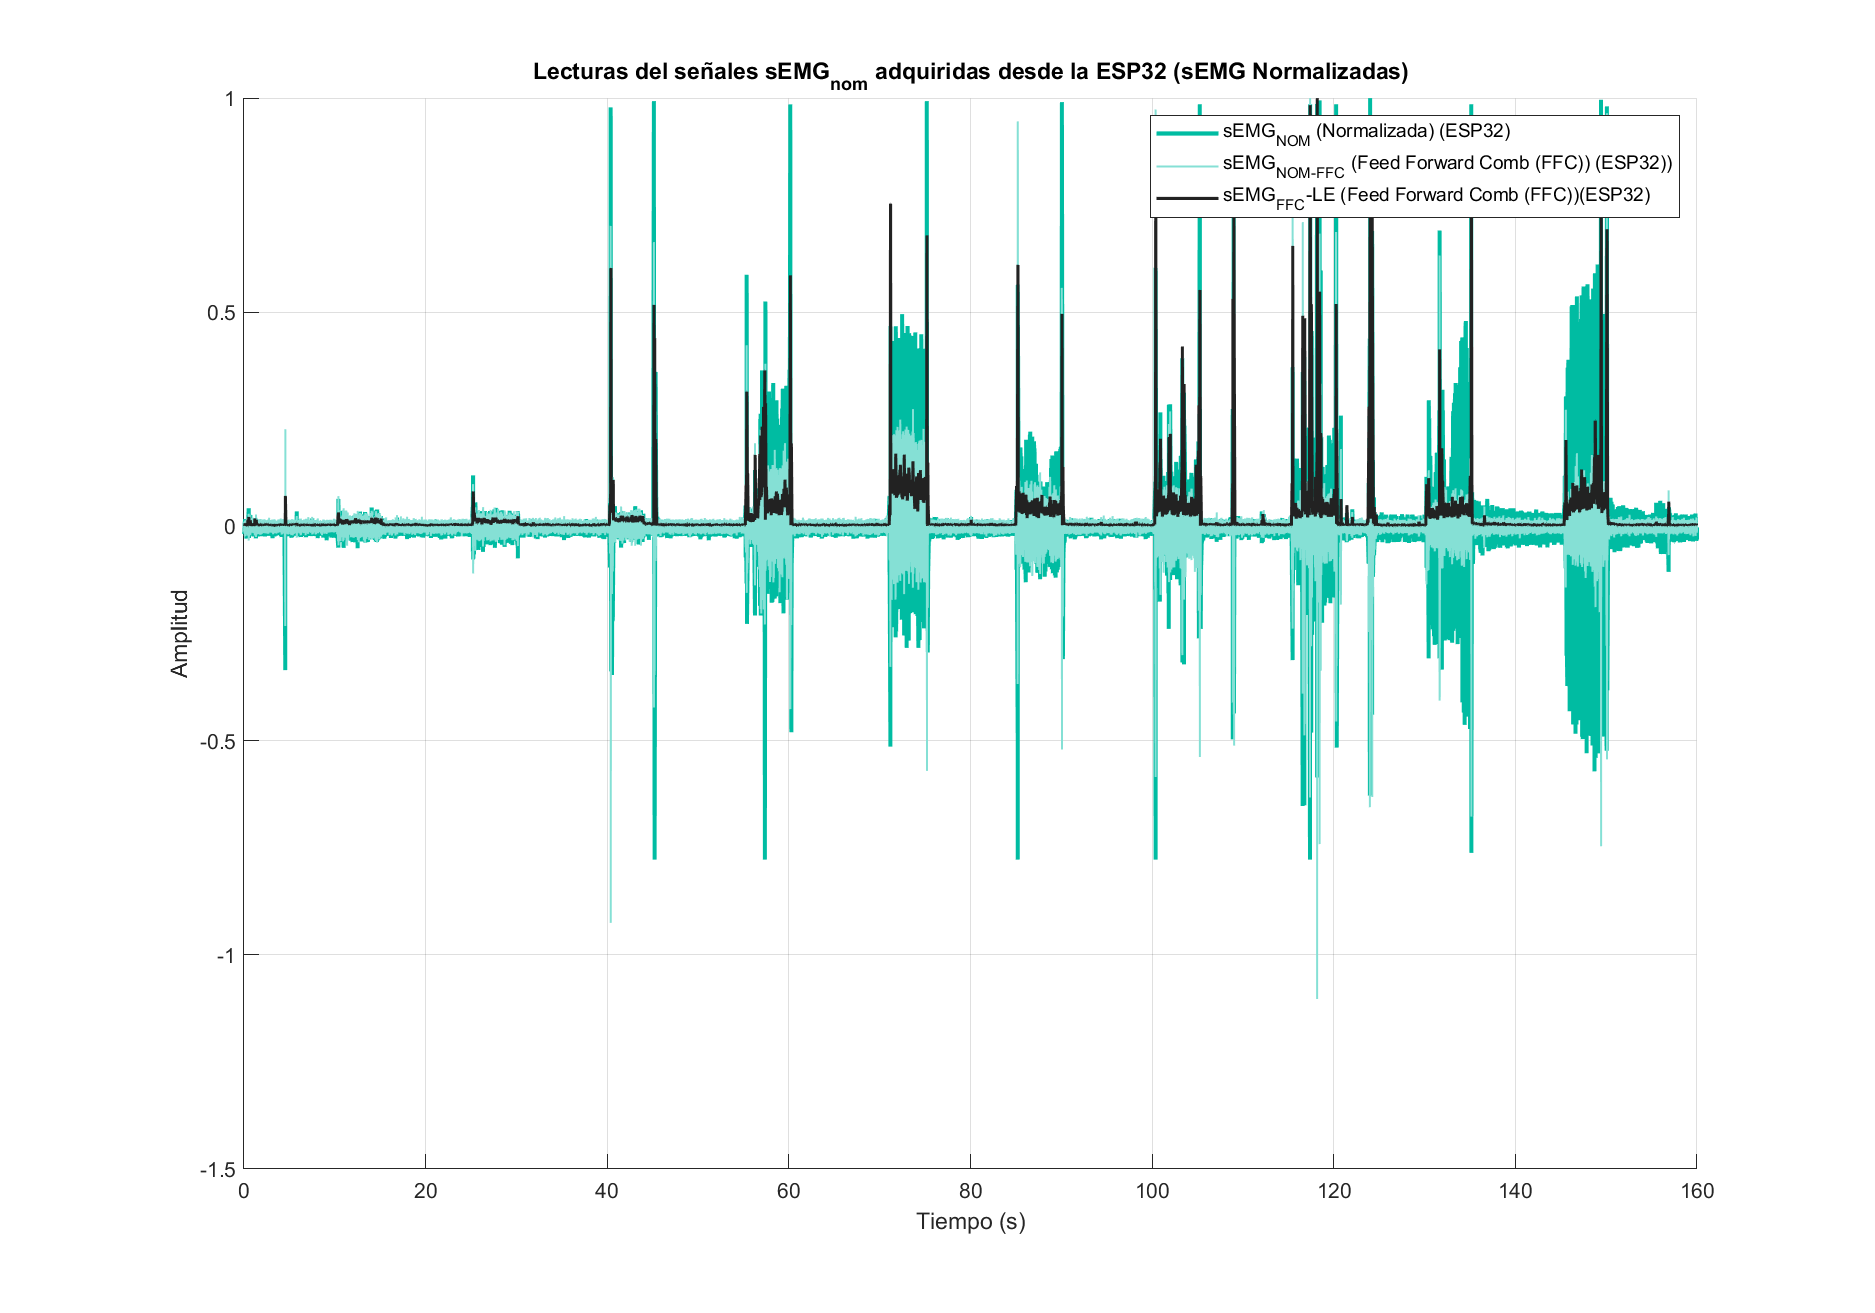 Lecturas del señales sEMGnom adquiridas desde la ESP32 (sEMG Normalizadas)
sEMGNOM (Normalizada) (ESP32)
sEMGNOM-FFC (Feed Forward Comb (FFC)) (ESP32))
sEMGFFC-LE (Feed Forward Comb (FFC))(ESP32)
1
0.5
0
-0.5
-1
-1.5
Amplitud
0 20 40 60 80 100 120 140 160
Tiempo (s)